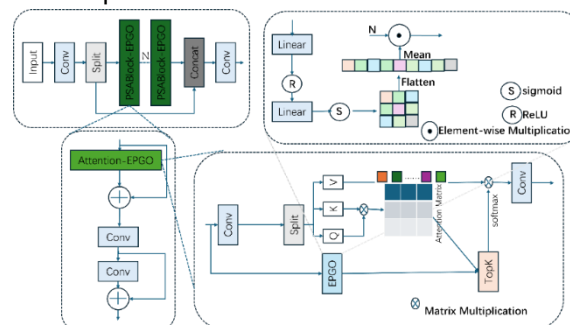 Input
Conv
Split
PSABlock-EPGO
N
PSABlock-EPGO
Concat
Conv
Linear
R
Linear
S
N
Mean
Flatten
S sigmoid
R ReLU
Element-wise Multiplicatio
Attention-EPGO
Conv
Conv
Conv
Split
V
K
Q
Attention Matrix
softmax
Conv
EPGO
TopK
Matrix Multiplication